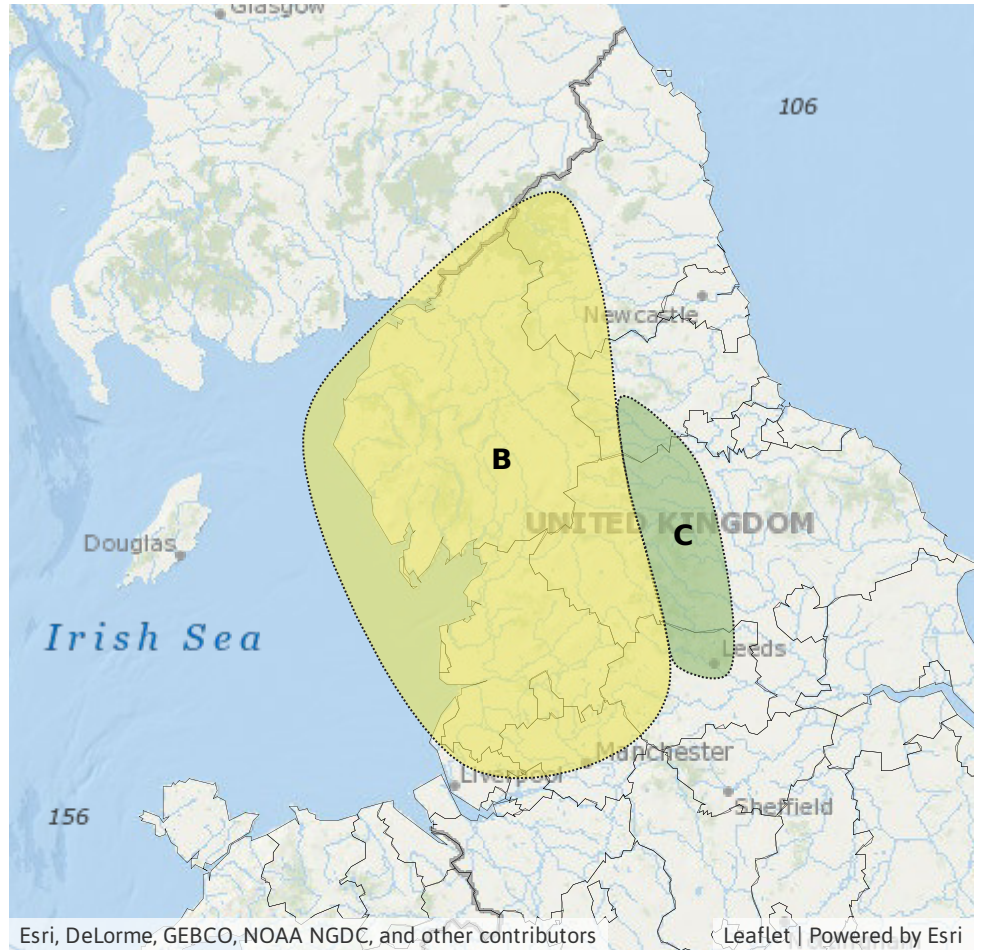 Glasgow
106
Newcastle
B
UNITED KINGDOM
C
Douglas
Irish Sea
Leeds
Manchester
Liverpool
Sheffield
156
Esri, DeLorme, GEBCO, NOAA NGDC, and other contributors
Leaflet | Powered by Esri